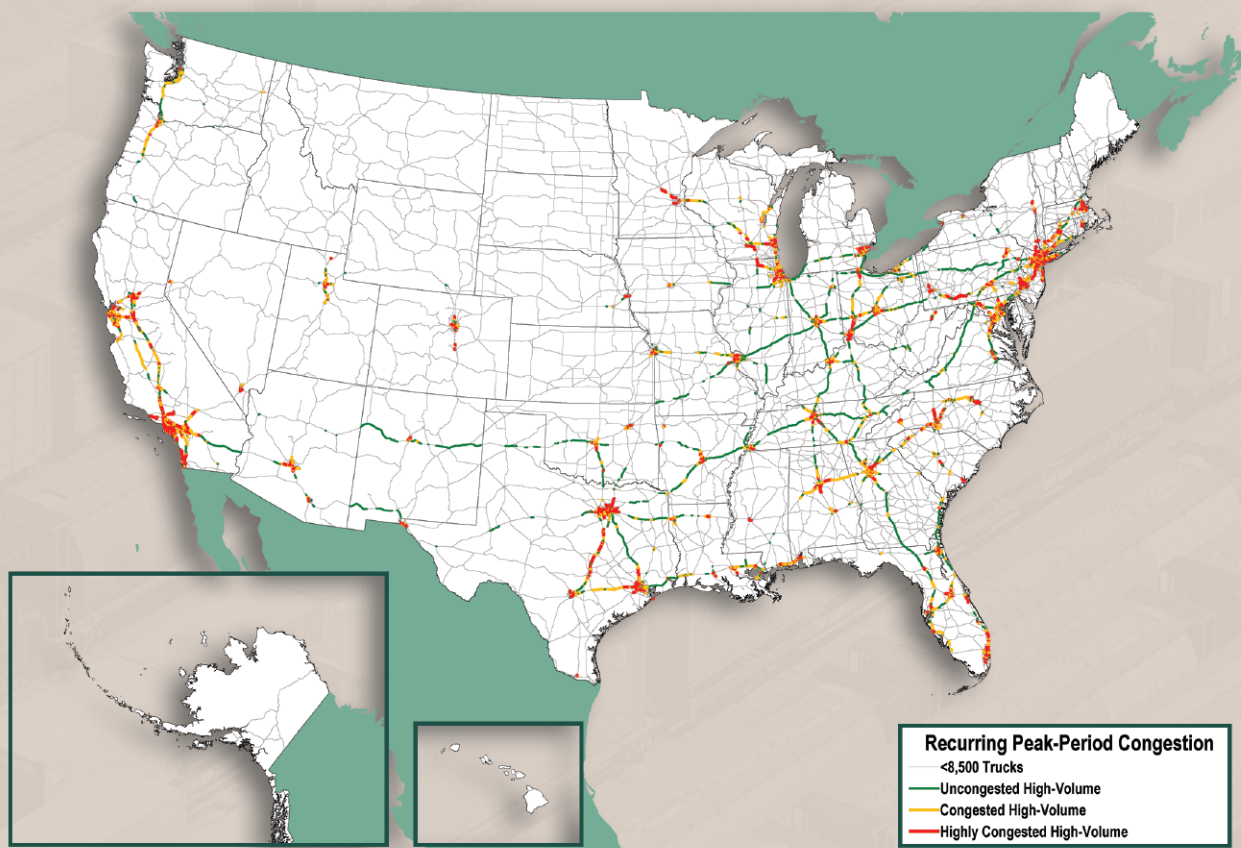 Recurring Peak-Period Congestion
<8,500 Trucks
Uncongested High-Volume
Congested High-Volume
Highly Congested High-Volume